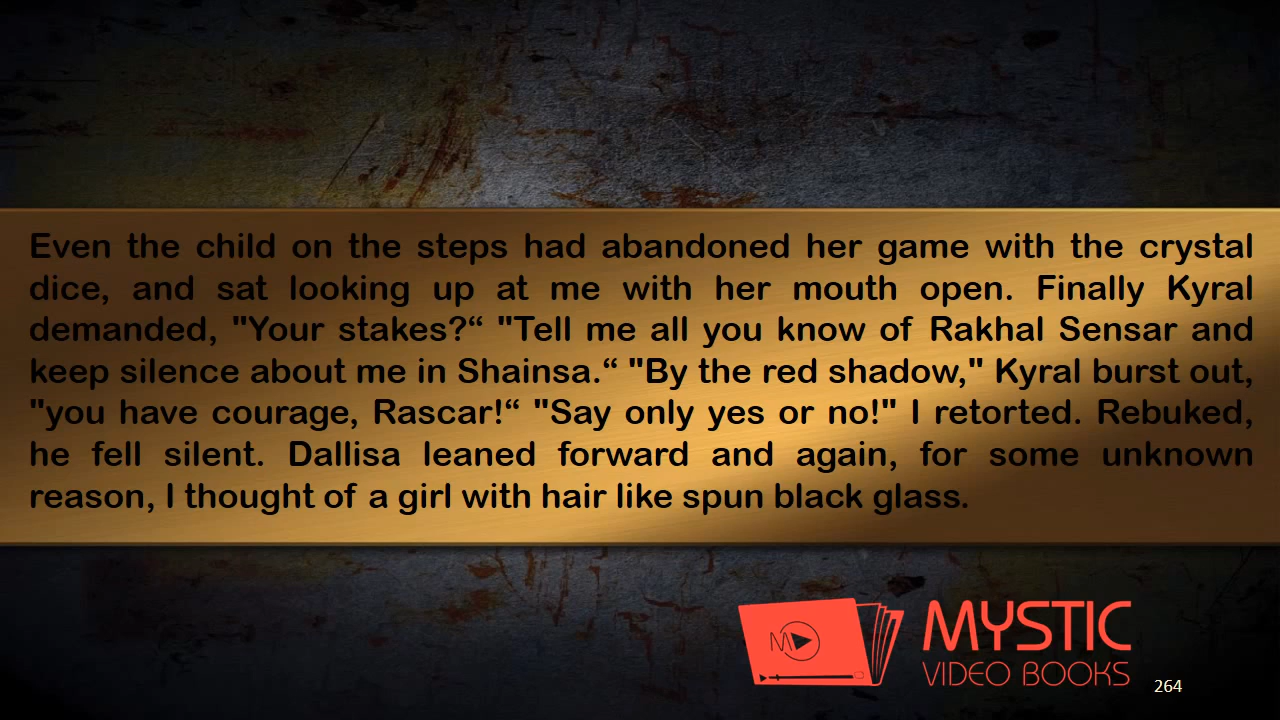 Even the child on the steps had abandoned her game with the crystal
dice, and sat looking up at me with her mouth open. Finally Kyral
demanded, "Your stakes?“ "Tell me all you know of Rakhal Sensar and
keep silence about me in Shainsa.“ "By the red shadow," Kyral burst out,
"you have courage, Rascar!“ "Say only yes or no!" I retorted. Rebuked,
he fell silent. Dallisa leaned forward and again, for some unknown
reason, I thought of a girl with hair like spun black glass.
M
MYSTIC
VIDEO BOOKS
264